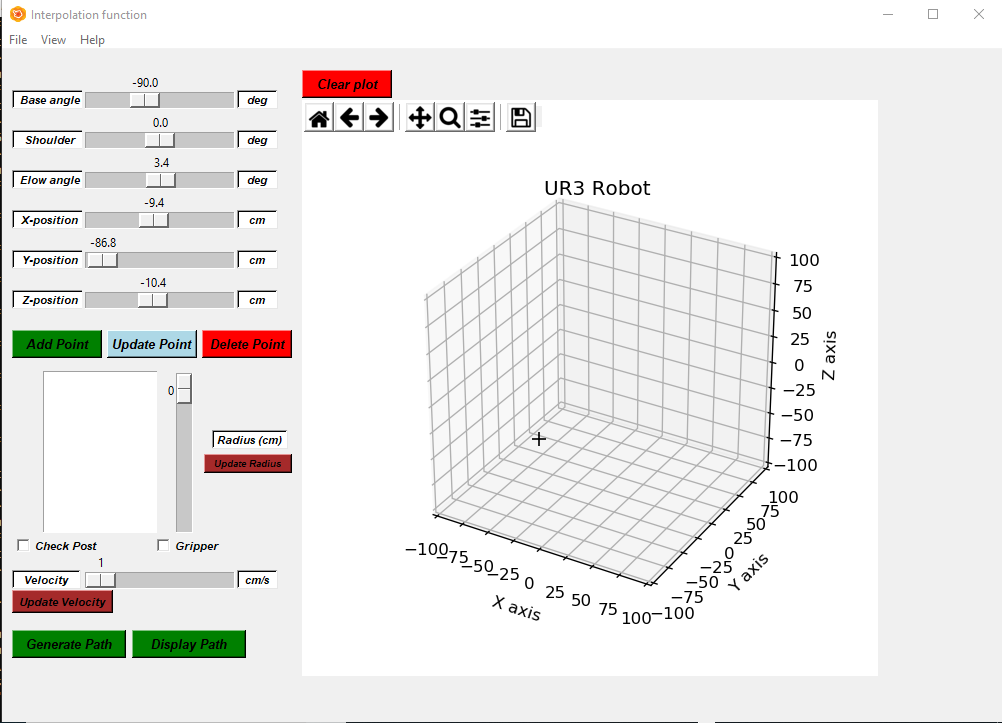 Interpolation function
File View Help
-90.0
Base angle deg
0.0
Shoulder deg
3.4
Elow angle deg
-9.4
X-position cm
-86.8
Y-position cm
-10.4
Z-position cm
Add Point Update Point Delete Point
0
Radius (cm)
Update Radius
Check Post Gripper
1
Velocity cm/s
Update Velocity
Generate Path Display Path
Clear plot
UR3 Robot
100
75
50
25
0
−25
−50
−75
−100
Z axis
−100
−75
−50
−25
0
25
50
75
100
X axis
100
75
50
25
0
−25
−50
−75
−100
Y axis